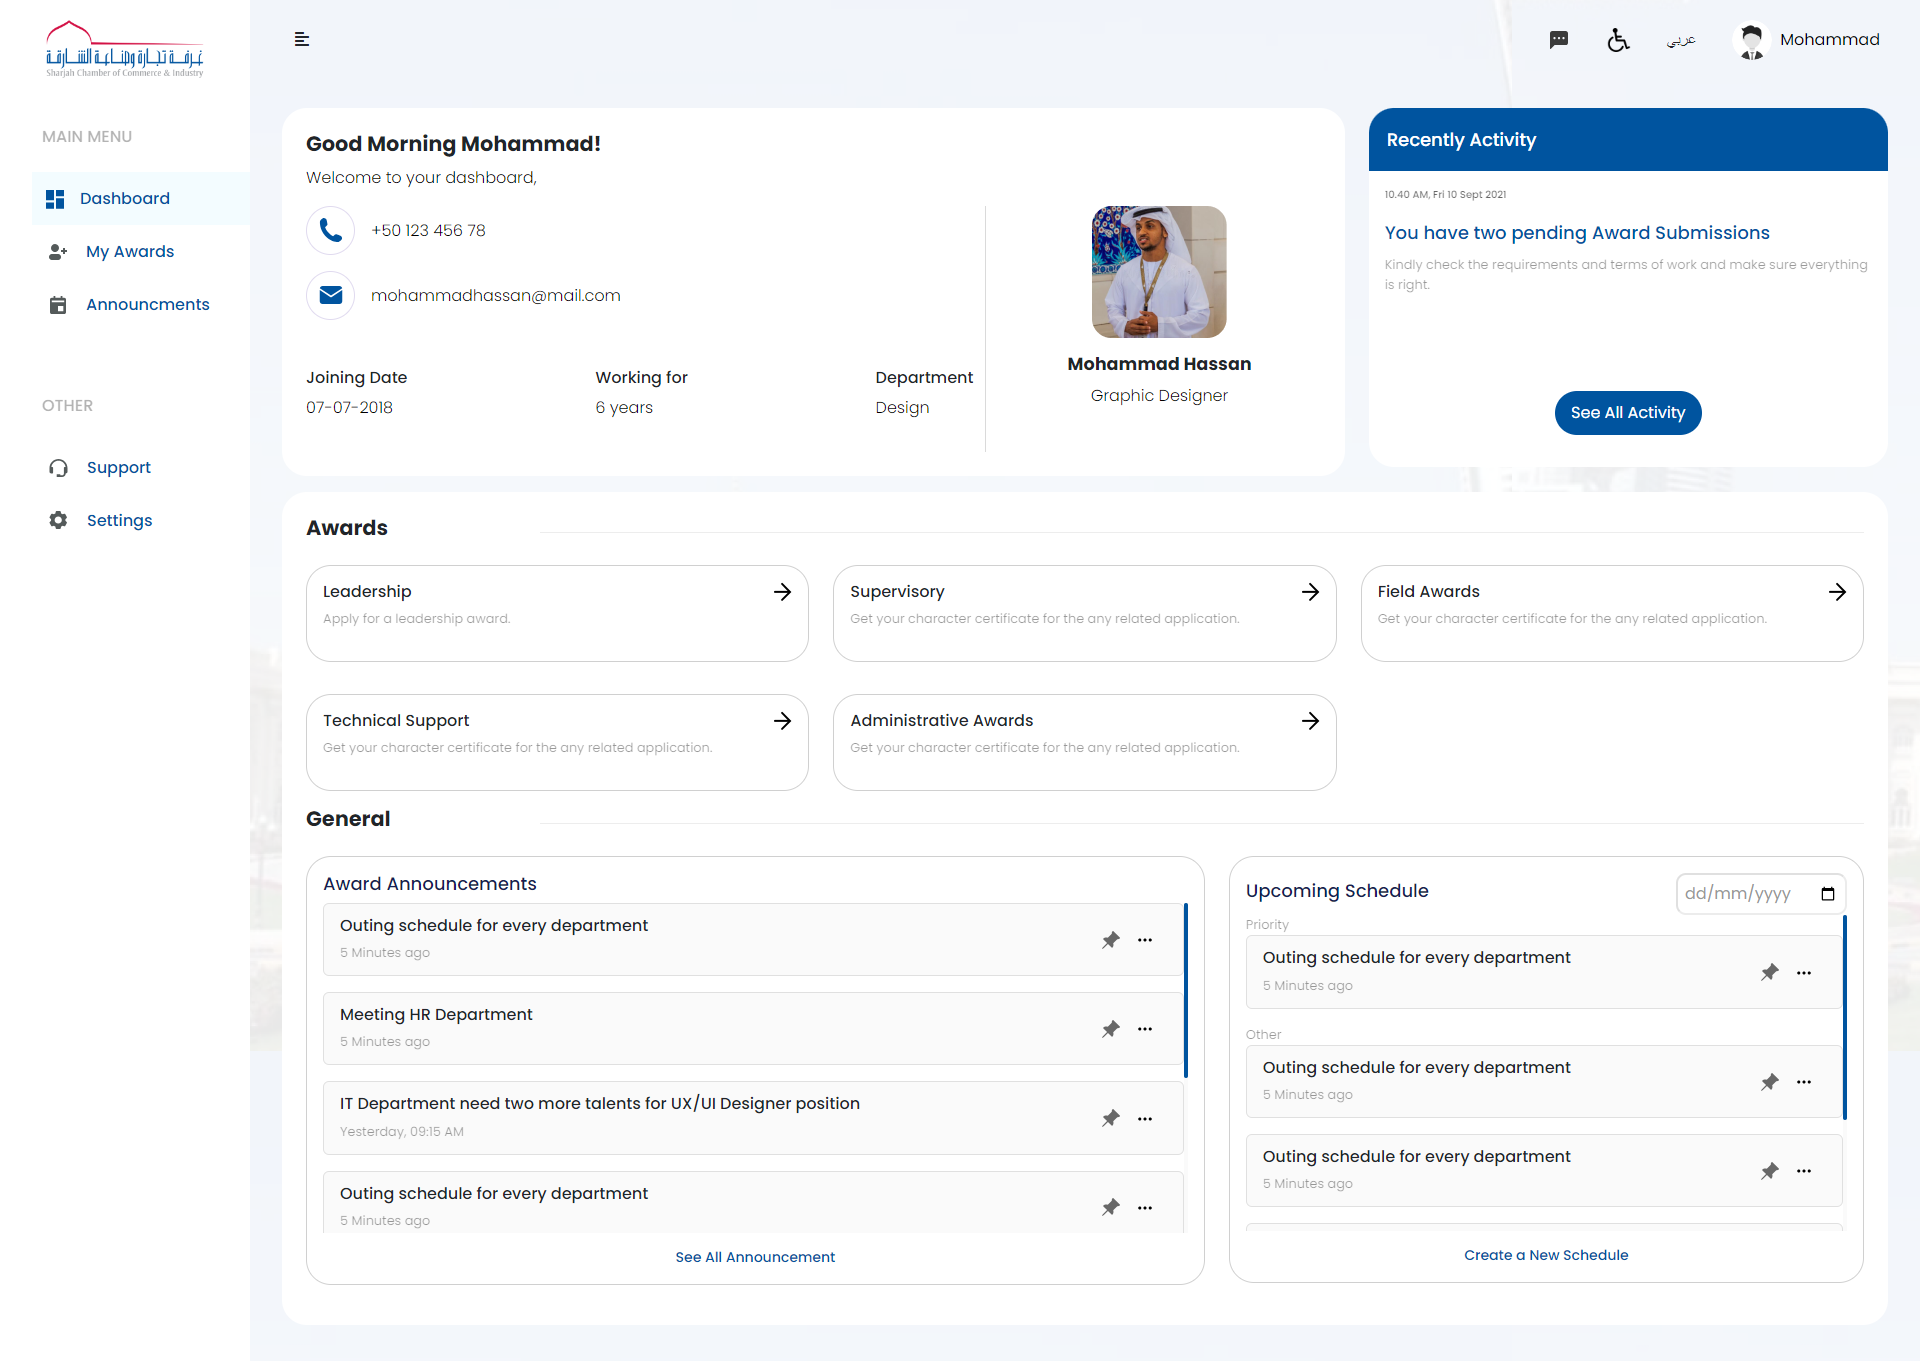 غرفة تجارة وصناعة الشارقة
Sharjah Chamber of Commerce & Industry
MAIN MENU
Dashboard
My Awards
Announcments
OTHER
Support
Settings
عربي
Mohammad
Good Morning Mohammad!
Welcome to your dashboard,
+50 123 456 78
mohammadhassan@mail.com
Joining Date
07-07-2018
Working for
6 years
Department
Design
Mohammad Hassan
Graphic Designer
Recently Activity
10.40 AM, Fri 10 Sept 2021
You have two pending Award Submissions
Kindly check the requirements and terms of work and make sure everything
is right.
See All Activity
Awards
Leadership
Apply for a leadership award.
Supervisory
Get your character certificate for the any related application.
Field Awards
Get your character certificate for the any related application.
Technical Support
Get your character certificate for the any related application.
Administrative Awards
Get your character certificate for the any related application.
General
Award Announcements
Outing schedule for every department
5 Minutes ago
Meeting HR Department
5 Minutes ago
IT Department need two more talents for UX/UI Designer position
Yesterday, 09:15 AM
Outing schedule for every department
5 Minutes ago
See All Announcement
Upcoming Schedule
dd/mm/yyyy
Priority
Outing schedule for every department
5 Minutes ago
Other
Outing schedule for every department
5 Minutes ago
Outing schedule for every department
5 Minutes ago
Create a New Schedule